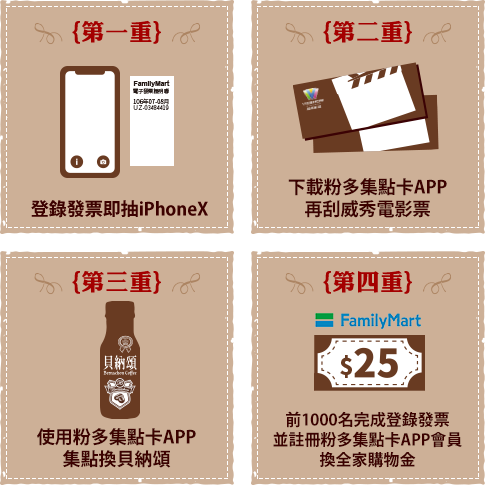 {第一重}
FamilyMart
電子發票證明聯
106年07-08月
UZ-03484409
登錄發票即抽iPhoneX
{第二重}
下載粉多集點卡APP
再刮威秀電影票
{第三重}
貝納頌
使用粉多集點卡APP
集點換貝納頌
{第四重}
FamilyMart
$25
前1000名完成登錄發票
並註冊粉多集點卡APP會員
換全家購物金